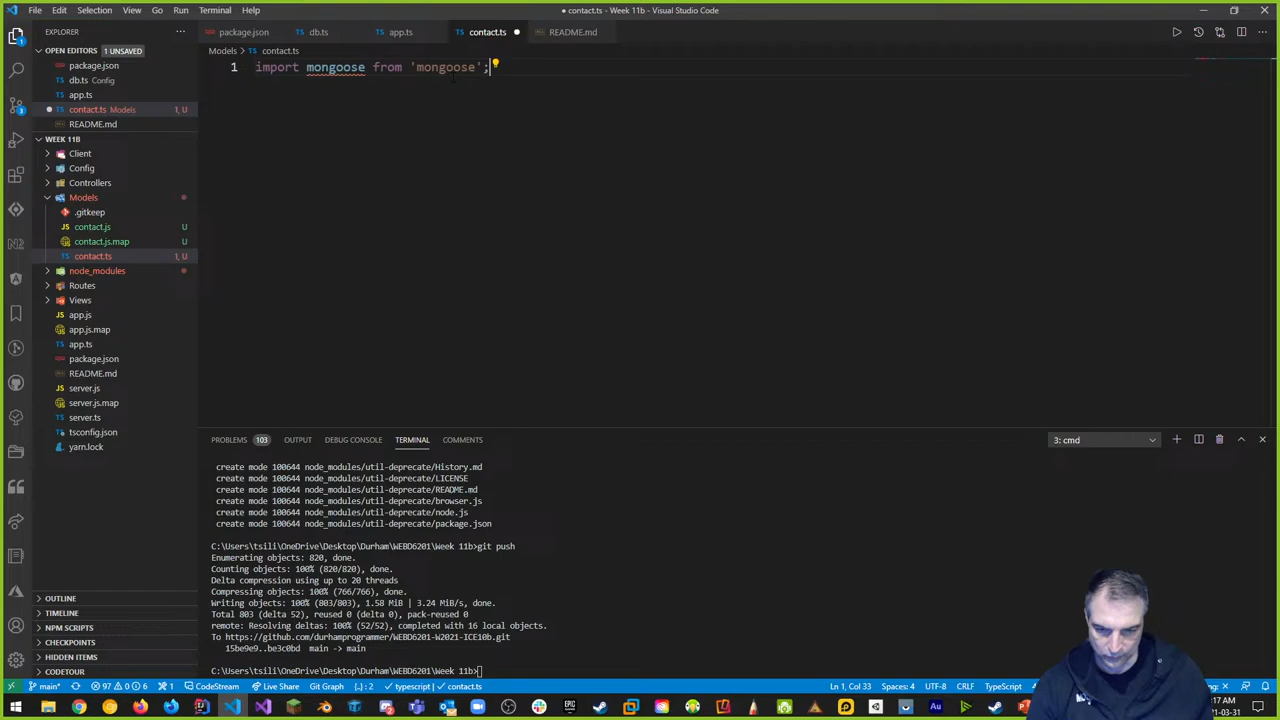 File Edit Selection View Go Run Terminal Help
● contact.ts - Week 11b - Visual Studio Code
EXPLORER
package.json
db.ts
app.ts
contact.ts
README.md
OPEN EDITORS 1 UNSAVED
package.json
db.ts Config
app.ts
contact.ts Models 1, U
README.md
Models > contact.ts
1 import mongoose from 'mongoose';
WEEK 11B
Client
Config
Controllers
Models
.gitkeep
contact.js U
contact.js.map U
contact.ts 1, U
node_modules
Routes
Views
app.js
app.js.map
app.ts
package.json
README.md
server.js
server.js.map
server.ts
tsconfig.json
yarn.lock
OUTLINE
TIMELINE
NPM SCRIPTS
COMMENTS
HIDDEN ITEMS
CODETOUR
PROBLEMS 103 OUTPUT DEBUG CONSOLE TERMINAL COMMENTS
3: cmd
create mode 100644 node_modules/util-deprecate/History.md
create mode 100644 node_modules/util-deprecate/LICENSE
create mode 100644 node_modules/util-deprecate/README.md
create mode 100644 node_modules/util-deprecate/browser.js
create mode 100644 node_modules/util-deprecate/node.js
create mode 100644 node_modules/util-deprecate/package.json
C:\Users\tsili\OneDrive\Desktop\Durham\WEBD6201\Week 11b>git push
Enumerating objects: 820, done.
Counting objects: 100% (820/820), done.
Delta compression using up to 20 threads
Compressing objects: 100% (766/766), done.
Writing objects: 100% (803/803), 1.58 MiB | 3.24 MiB/s, done.
Total 803 (delta 52), reused 0 (delta 0), pack-reused 0
remote: Resolving deltas: 100% (52/52), completed with 16 local objects.
To https://github.com/durhamprogrammer/WEBD6201-W2021-ICE10b.git
15be9e9..be3c0bd main -> main
C:\Users\tsili\OneDrive\Desktop\Durham\WEBD6201\Week 11b>
main* 97 0 6 1 CodeStream Live Share Git Graph {..} : 2 typescript | contact.ts
Ln 1, Col 33 Spaces: 4 UTF-8 CRLF TypeScript